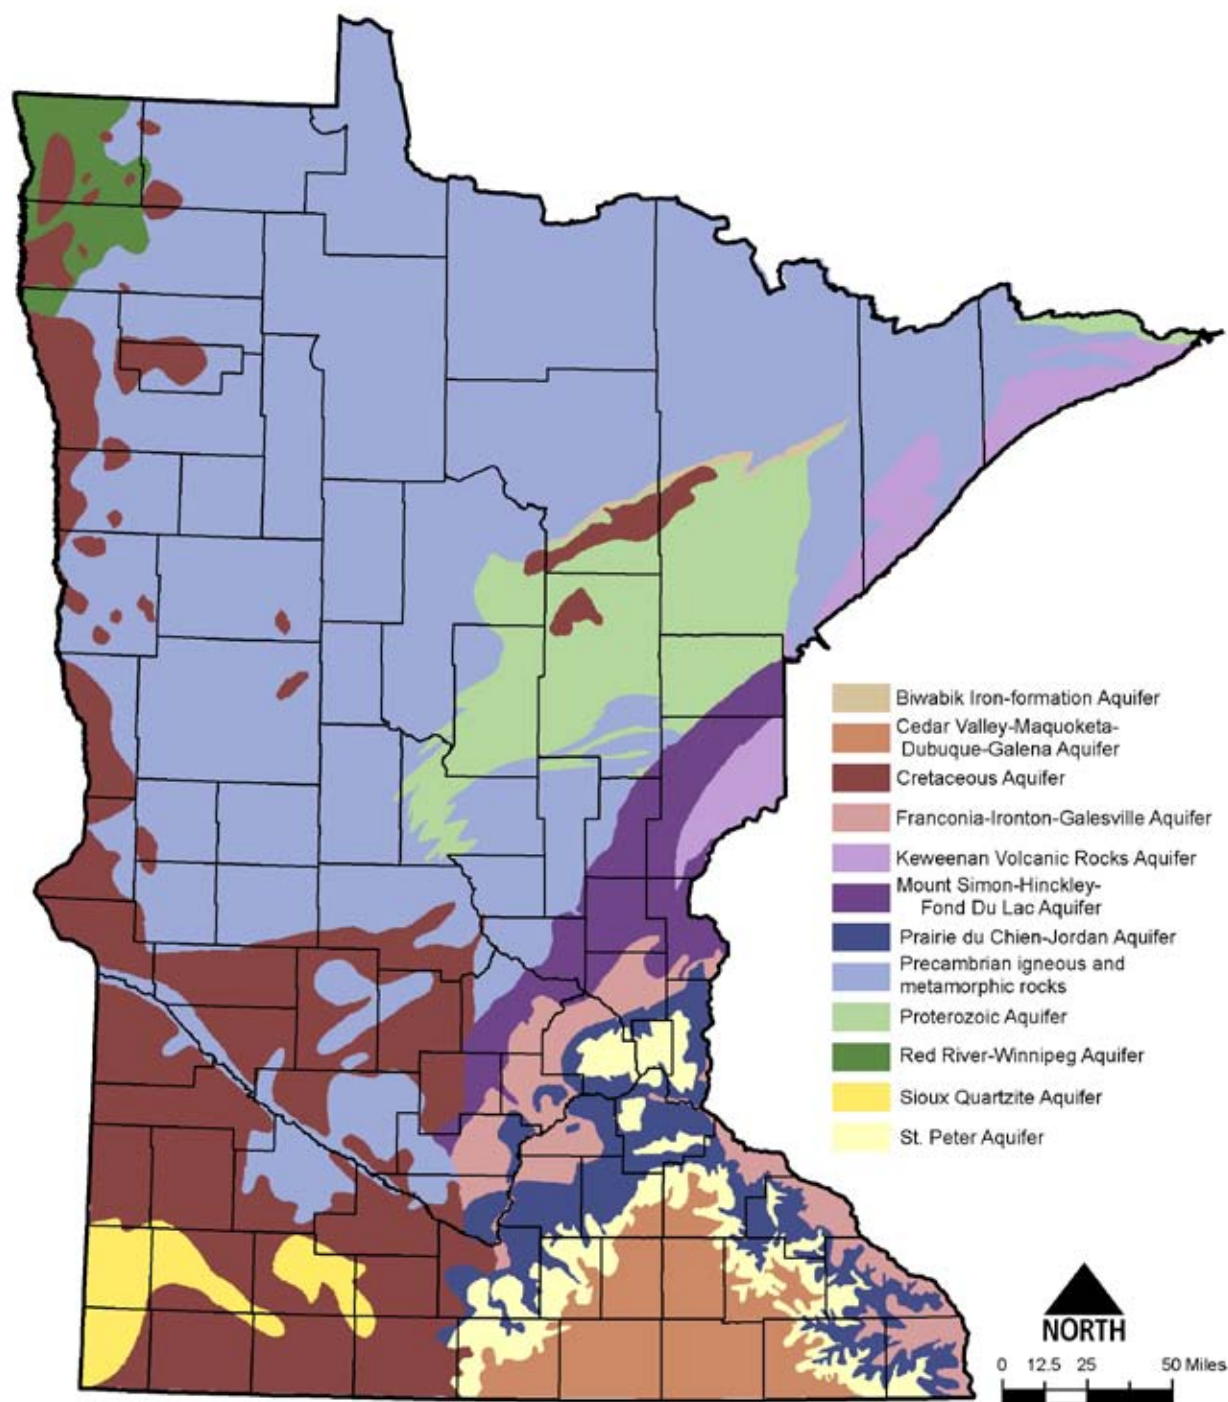 Biwabik Iron-formation Aquifer
Cedar Valley-Maquoketa-
Dubuque-Galena Aquifer
Cretaceous Aquifer
Franconia-Ironton-Galesville Aquifer
Keweenan Volcanic Rocks Aquifer
Mount Simon-Hinckley-
Fond Du Lac Aquifer
Prairie du Chien-Jordan Aquifer
Precambrian igneous and
metamorphic rocks
Proterozoic Aquifer
Red River-Winnipeg Aquifer
Sioux Quartzite Aquifer
St. Peter Aquifer
NORTH
0 12.5 25 50 Miles